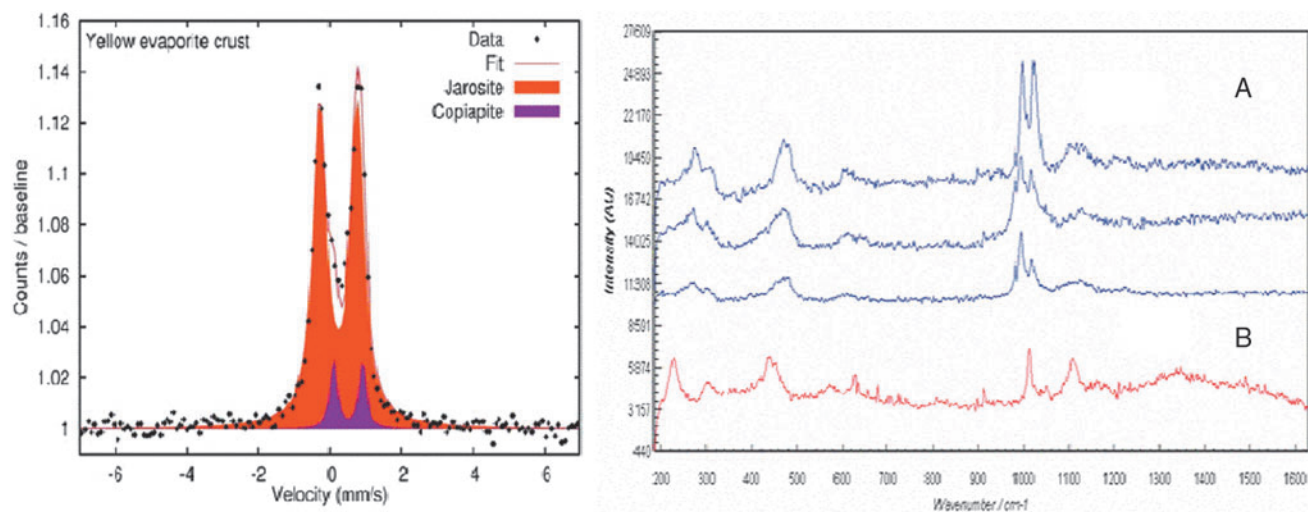 1.16
1.14
1.12
1.1
1.08
1.06
1.04
1.02
1
Counts / baseline
Yellow evaporite crust
Data
Fit
Jarosite
Copiapite
-6 -4 -2 0 2 4 6
Velocity (mm/s)
24893
22170
19450
16742
11308
5874
3157
-440
Intensity (AU)
A
B
200 300 400 500 600 700 800 900 1000 1100 1200 1300 1400 1500 1600
Wavenumber / cm-1